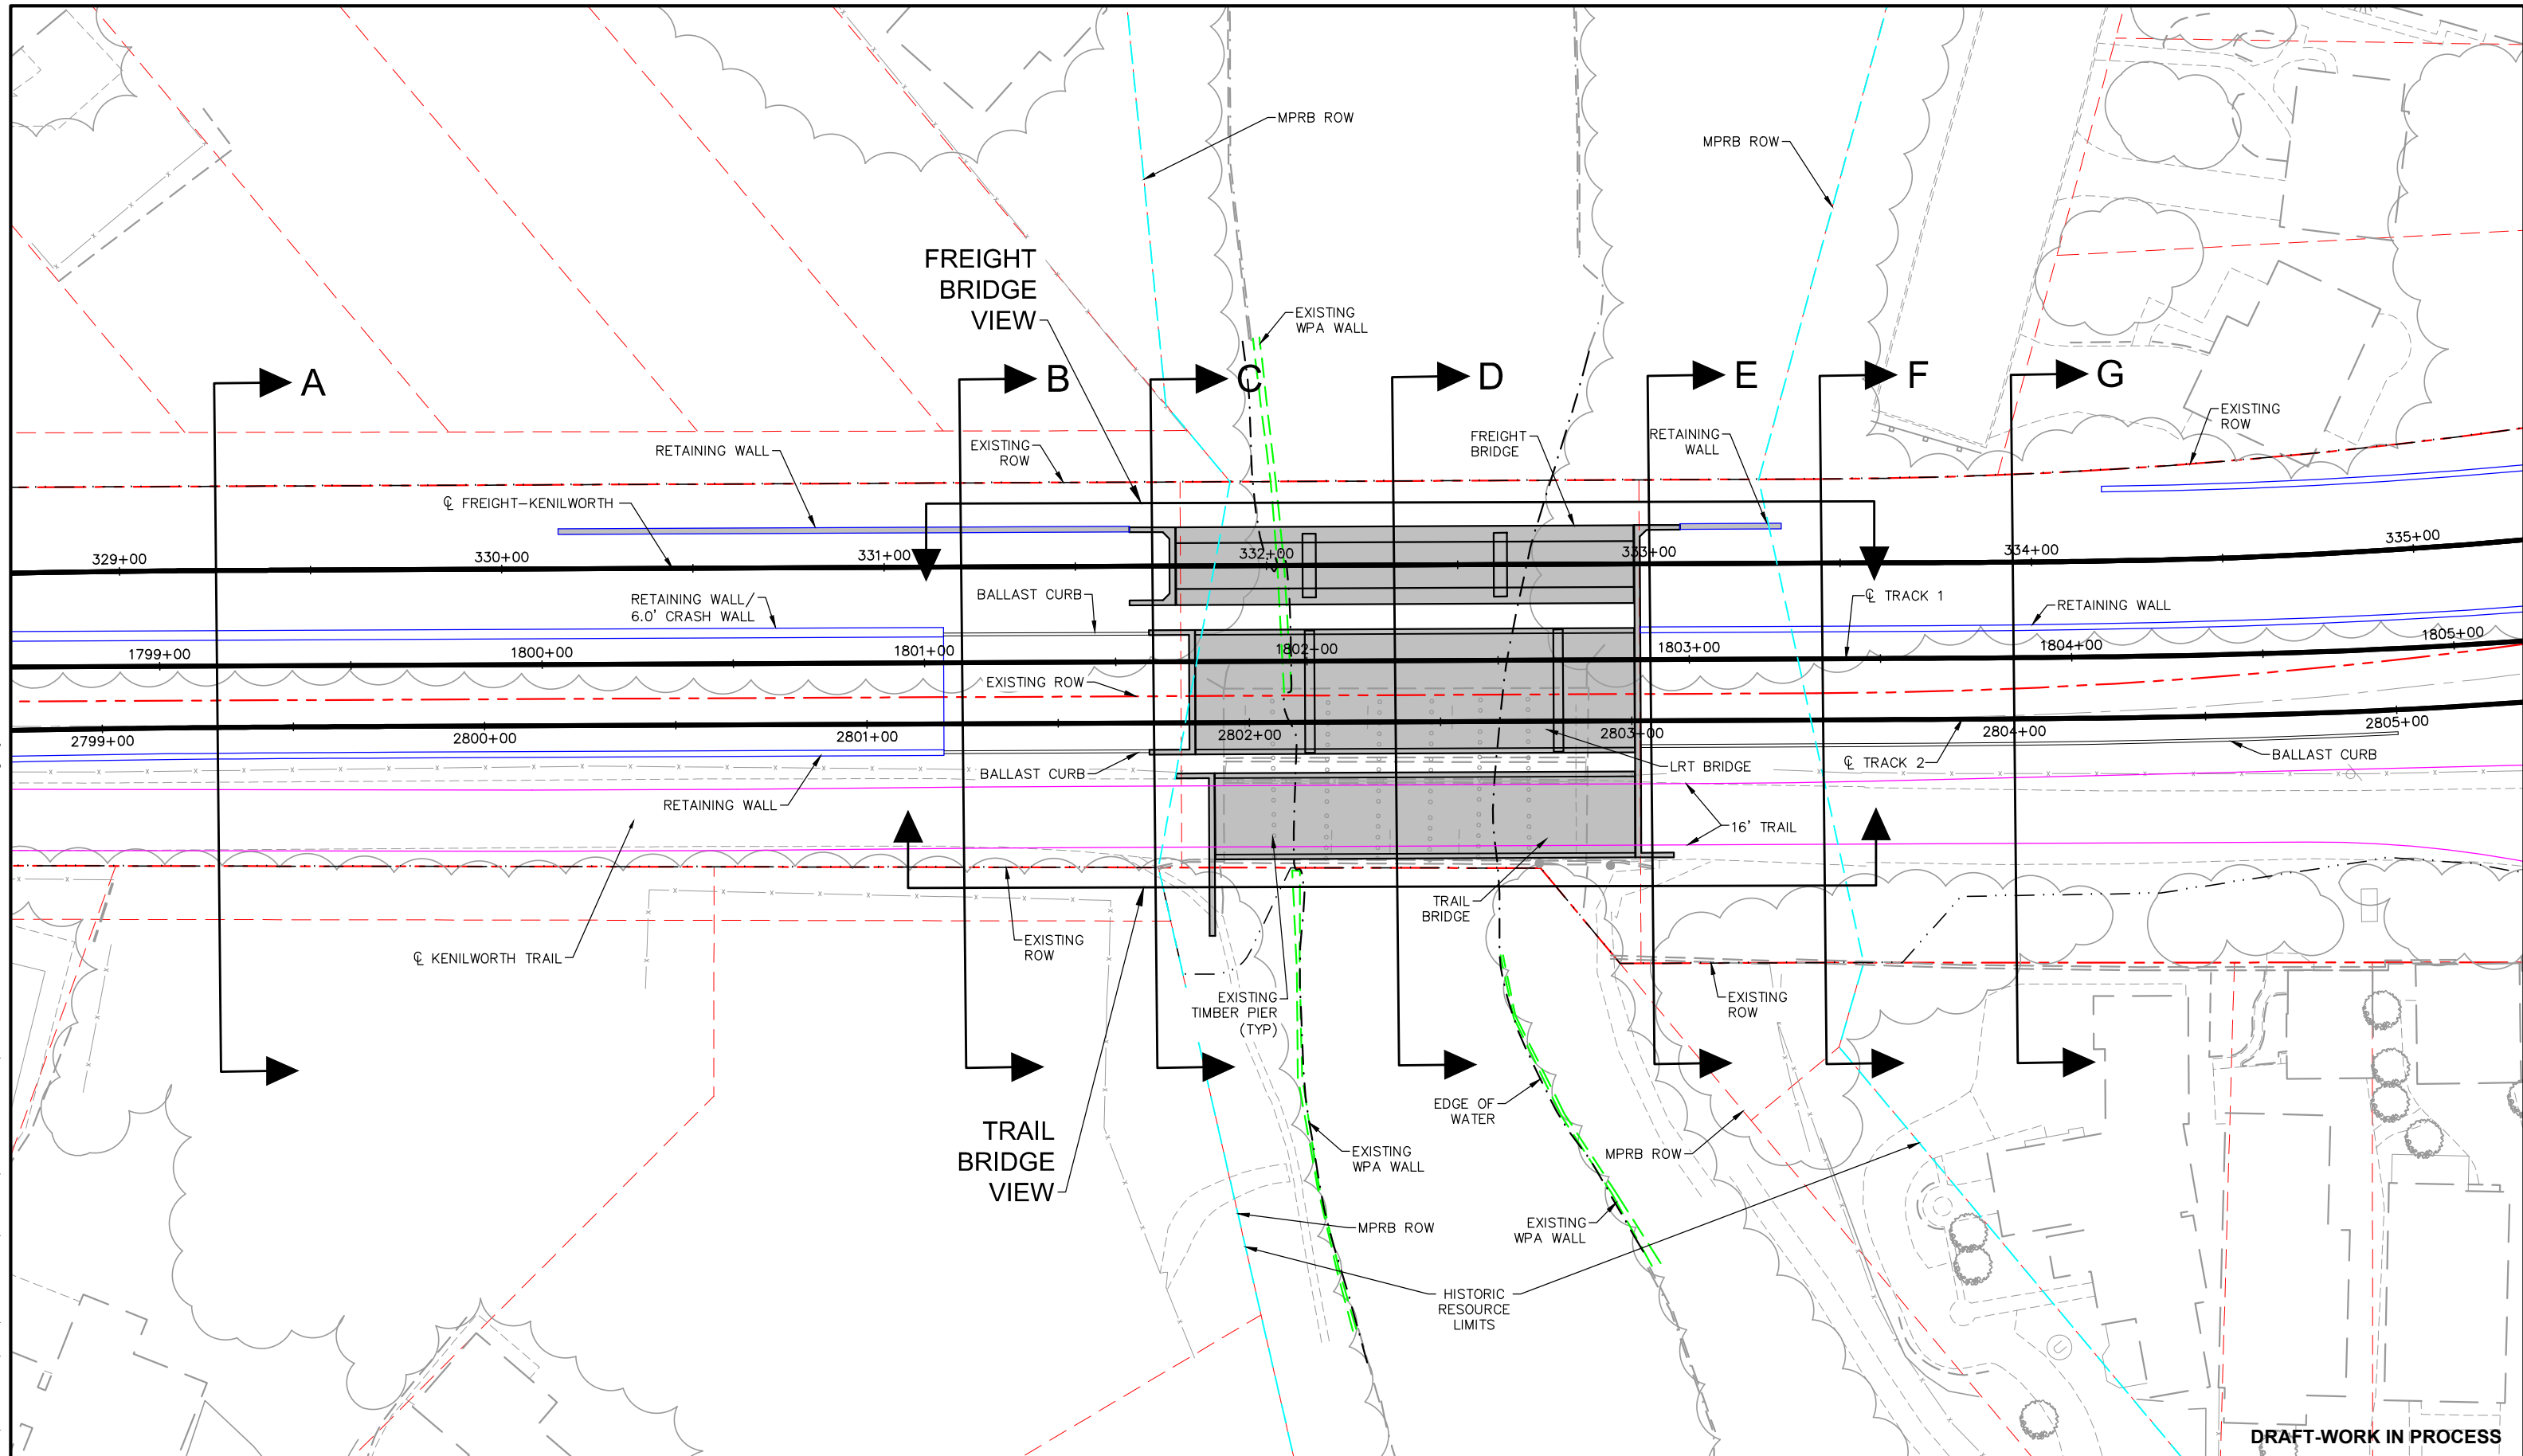 MPRB ROW
MPRB ROW
FREIGHT
BRIDGE
VIEW
EXISTING
WPA WALL
A
B
C
D
E
F
G
EXISTING
ROW
RETAINING WALL
EXISTING
ROW
FREIGHT
BRIDGE
RETAINING
WALL
℄ FREIGHT-KENILWORTH
329+00
330+00
331+00
332+00
333+00
334+00
335+00
RETAINING WALL/
6.0' CRASH WALL
BALLAST CURB
℄ TRACK 1
RETAINING WALL
1799+00
1800+00
1801+00
1802+00
1803+00
1804+00
1805+00
EXISTING ROW
2799+00
2800+00
2801+00
2802+00
2803+00
2804+00
2805+00
BALLAST CURB
LRT BRIDGE
℄ TRACK 2
BALLAST CURB
RETAINING WALL
16' TRAIL
TRAIL
BRIDGE
℄ KENILWORTH TRAIL
EXISTING
ROW
EXISTING
TIMBER PIER
(TYP)
EXISTING
ROW
EDGE OF
WATER
TRAIL
BRIDGE
VIEW
EXISTING
WPA WALL
MPRB ROW
MPRB ROW
EXISTING
WPA WALL
HISTORIC
RESOURCE
LIMITS
DRAFT-WORK IN PROCESS